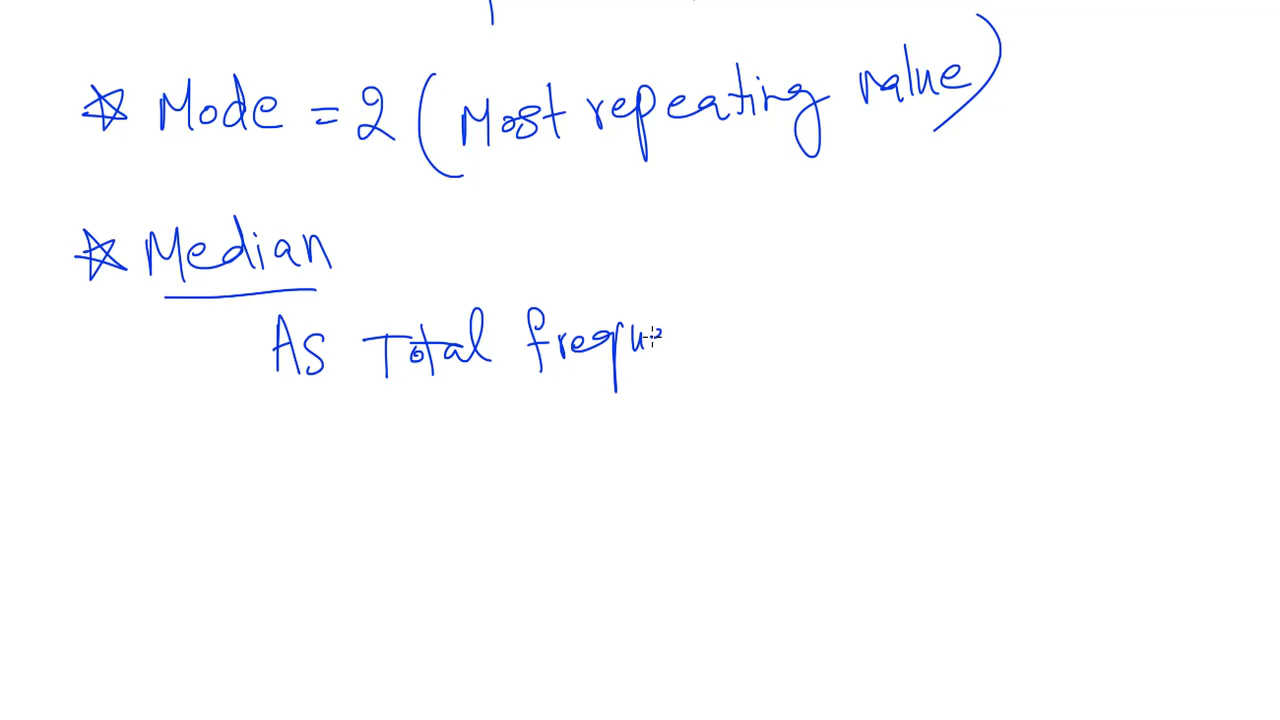 ☆ Mode = 2 (Most repeating value)
☆ Median
As Total frequ